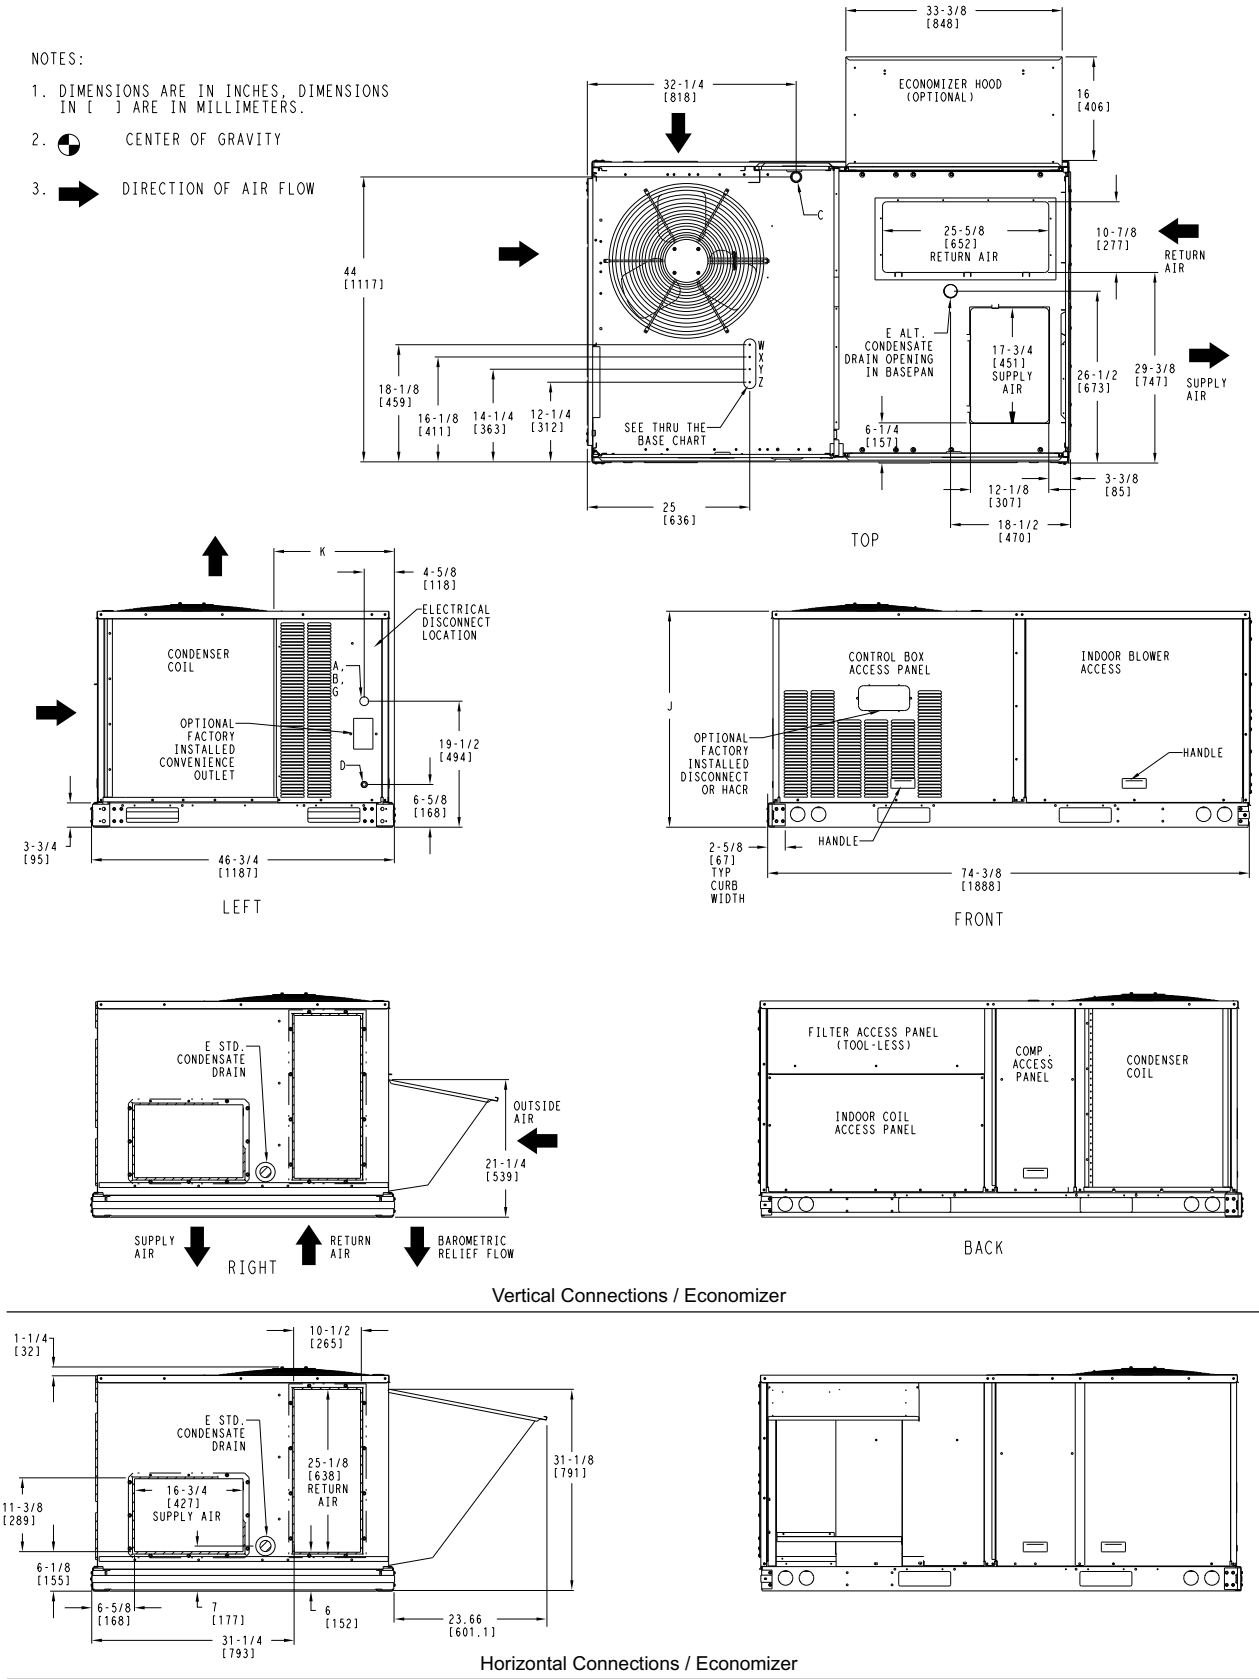 NOTES:
1. DIMENSIONS ARE IN INCHES, DIMENSIONS
IN [ ] ARE IN MILLIMETERS.
2. CENTER OF GRAVITY
3. DIRECTION OF AIR FLOW
33-3/8
[848]
32-1/4
[818]
ECONOMIZER HOOD
(OPTIONAL)
16
[406]
C
44
[1117]
25-5/8
[652]
RETURN AIR
10-7/8
[277]
RETURN
AIR
E ALT.
CONDENSATE
DRAIN OPENING
IN BASEPAN
17-3/4
[451]
SUPPLY
AIR
26-1/2
[673]
29-3/8
[747]
SUPPLY
AIR
W
X
Y
Z
18-1/8
[459]
16-1/8
[411]
14-1/4
[363]
12-1/4
[312]
SEE THRU THE
BASE CHART
6-1/4
[157]
25
[636]
12-1/8
[307]
3-3/8
[85]
18-1/2
[470]
TOP
K
4-5/8
[118]
ELECTRICAL
DISCONNECT
LOCATION
CONDENSER
COIL
A,
B,
G
OPTIONAL
FACTORY
INSTALLED
CONVENIENCE
OUTLET
D
19-1/2
[494]
6-5/8
[168]
3-3/4
[95]
46-3/4
[1187]
LEFT
J
CONTROL BOX
ACCESS PANEL
INDOOR BLOWER
ACCESS
OPTIONAL
FACTORY
INSTALLED
DISCONNECT
OR HACR
HANDLE
HANDLE
2-5/8
[67]
TYP
CURB
WIDTH
74-3/8
[1888]
FRONT
E STD.
CONDENSATE
DRAIN
OUTSIDE
AIR
21-1/4
[539]
SUPPLY
AIR
RETURN
AIR
BAROMETRIC
RELIEF FLOW
RIGHT
FILTER ACCESS PANEL
(TOOL-LESS)
COMP.
ACCESS
PANEL
CONDENSER
COIL
INDOOR COIL
ACCESS PANEL
BACK
Vertical Connections / Economizer
1-1/4
[32]
10-1/2
[265]
E STD.
CONDENSATE
DRAIN
25-1/8
[638]
RETURN
AIR
31-1/8
[791]
16-3/4
[427]
SUPPLY AIR
11-3/8
[289]
6-1/8
[155]
6-5/8
[168]
7
[177]
6
[152]
23.66
[601.1]
31-1/4
[793]
Horizontal Connections / Economizer